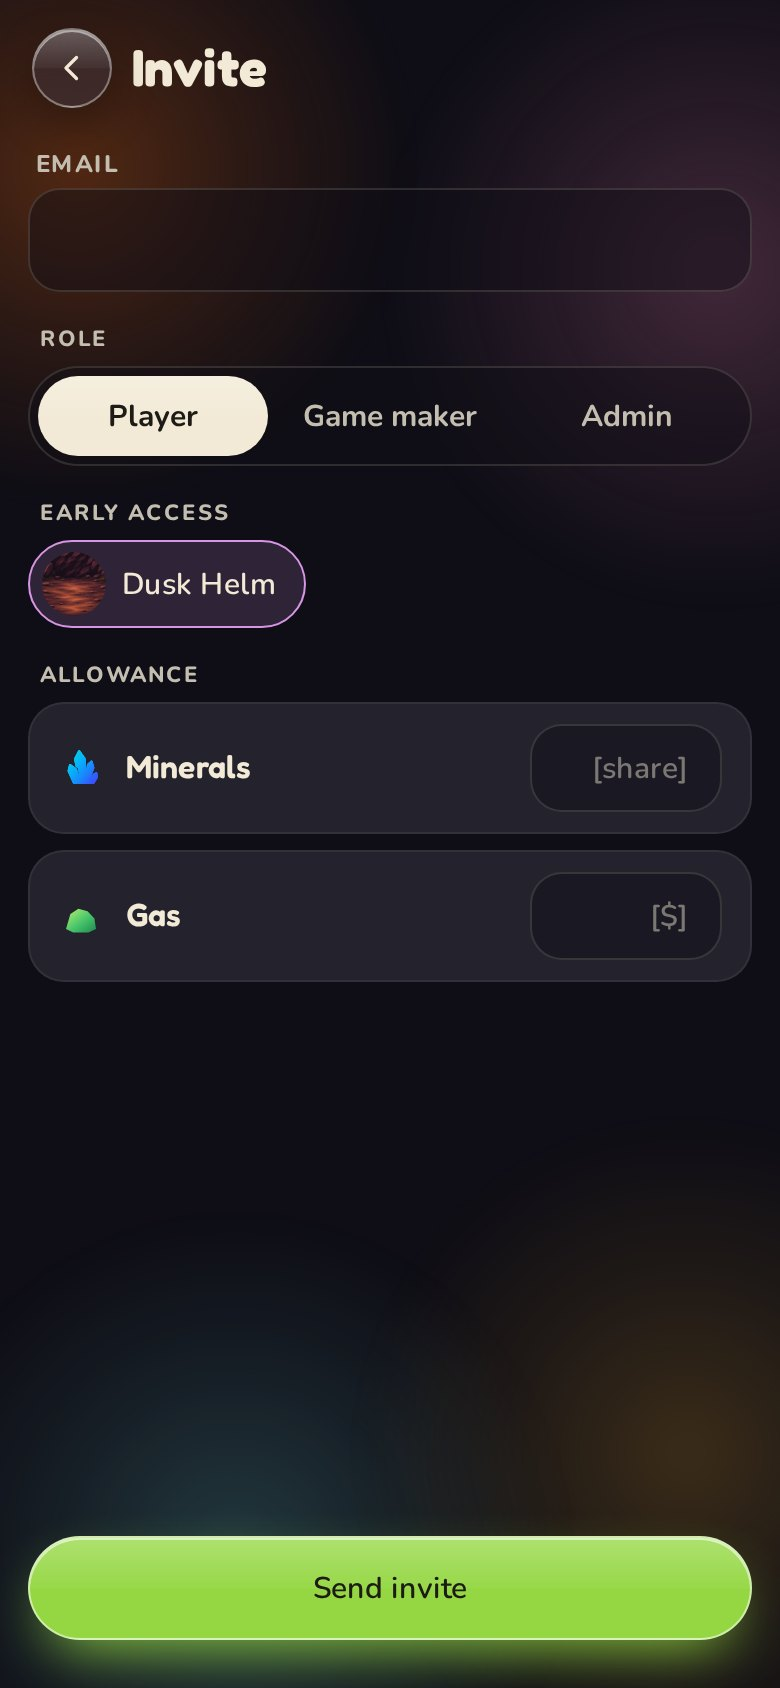 Invite
EMAIL
ROLE
Player Game maker Admin
EARLY ACCESS
Dusk Helm
ALLOWANCE
Minerals [share]
Gas [$]
Send invite